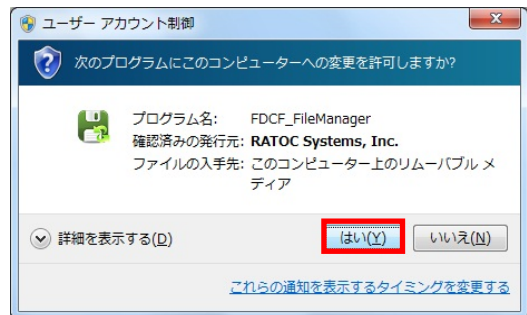 ユーザー アカウント制御
次のプログラムにこのコンピューターへの変更を許可しますか?
プログラム名: FDCF_FileManager
確認済みの発行元: RATOC Systems, Inc.
ファイルの入手先: このコンピューター上のリムーバブル メ
ディア
詳細を表示する(D) はい(Y) いいえ(N)
これらの通知を表示するタイミングを変更する